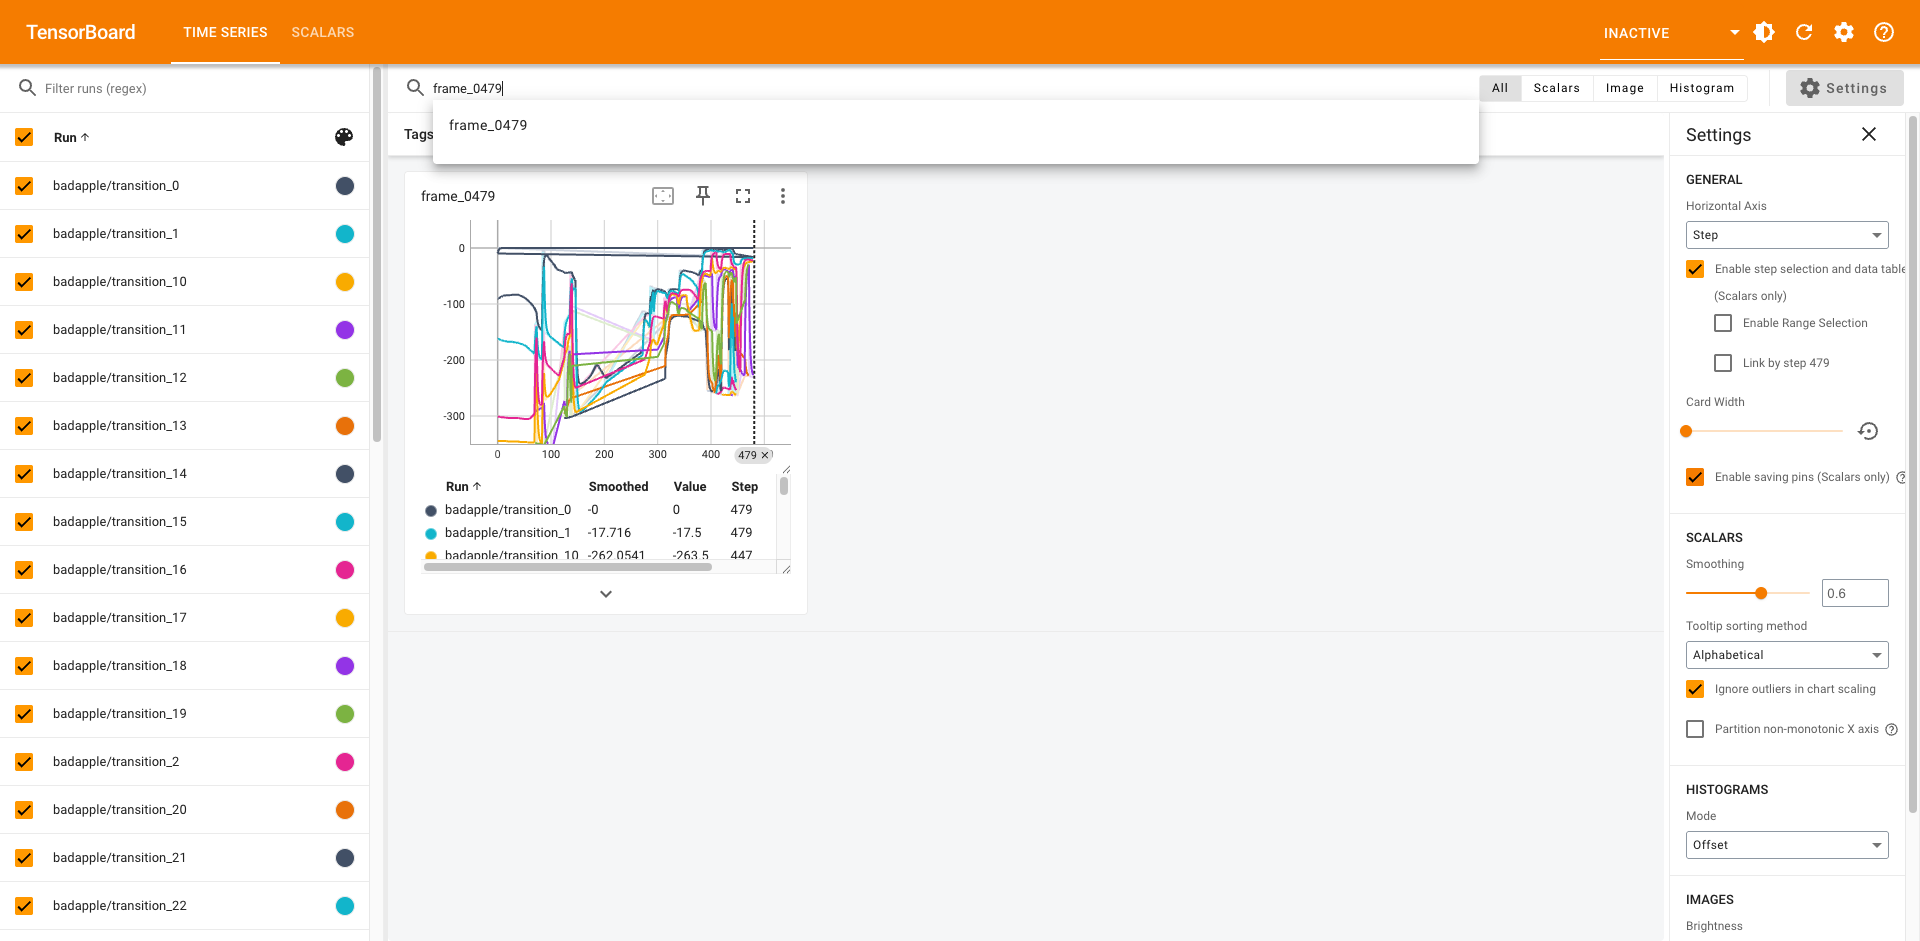 TensorBoard
TIME SERIES
SCALARS
INACTIVE
Filter runs (regex)
Run
badapple/transition_0
badapple/transition_1
badapple/transition_10
badapple/transition_11
badapple/transition_12
badapple/transition_13
badapple/transition_14
badapple/transition_15
badapple/transition_16
badapple/transition_17
badapple/transition_18
badapple/transition_19
badapple/transition_2
badapple/transition_20
badapple/transition_21
badapple/transition_22
frame_0479
frame_0479
Tags
All Scalars Image Histogram
Settings
frame_0479
0
-100
-200
-300
0 100 200 300 400 479
Run Smoothed Value Step
badapple/transition_0 -0 0 479
badapple/transition_1 -17.716 -17.5 479
badapple/transition_10 -262.0541 -263.5 447
Settings
GENERAL
Horizontal Axis
Step
Enable step selection and data table
(Scalars only)
Enable Range Selection
Link by step 479
Card Width
Enable saving pins (Scalars only)
SCALARS
Smoothing
0.6
Tooltip sorting method
Alphabetical
Ignore outliers in chart scaling
Partition non-monotonic X axis
HISTOGRAMS
Mode
Offset
IMAGES
Brightness